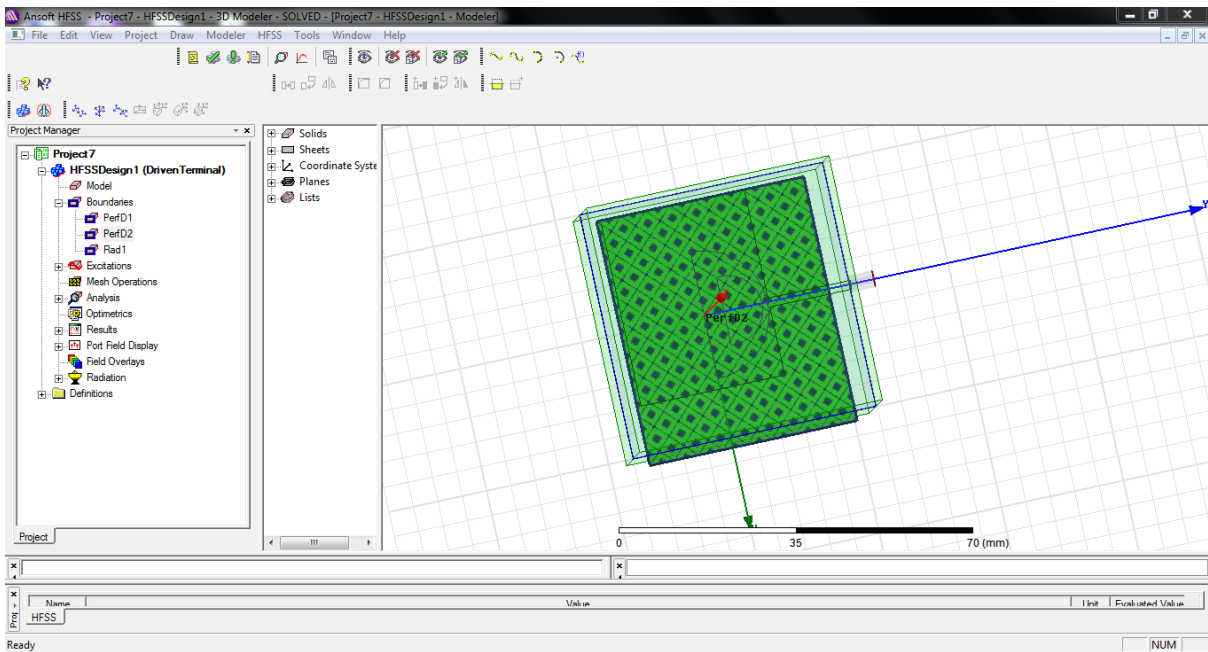 Ansoft HFSS - Project7 - HFSSDesign1 - 3D Modeler - SOLVED - [Project7 - HFSSDesign1 - Modeler]
File Edit View Project Draw Modeler HFSS Tools Window Help
Project Manager
Project7
HFSSDesign1 (DrivenTerminal)
Model
Boundaries
PerfD1
PerfD2
Rad1
Excitations
Mesh Operations
Analysis
Optimetrics
Results
Port Field Display
Field Overlays
Radiation
Definitions
Project
Solids
Sheets
Coordinate Syste
Planes
Lists
PerfD2
0 35 70 (mm)
Name Value Unit Evaluated Value
Proj
HFSS
Ready NUM